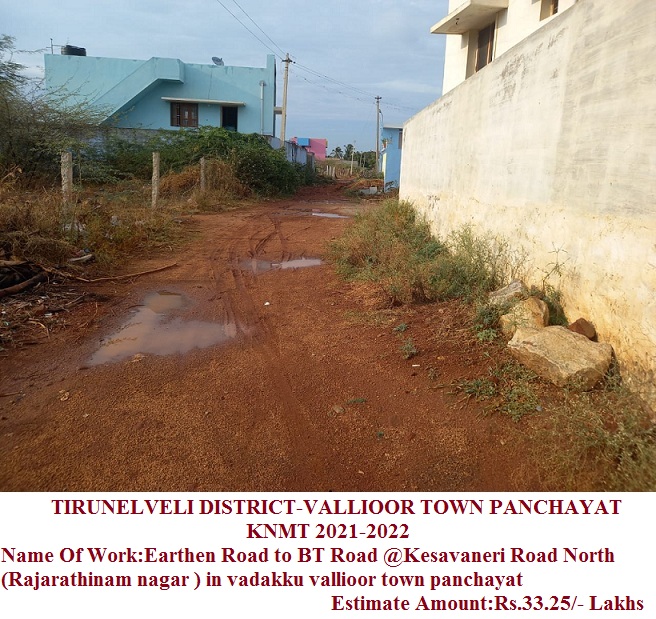 TIRUNELVELI DISTRICT-VALLIOOR TOWN PANCHAYAT
KNMT 2021-2022
Name Of Work:Earthen Road to BT Road @Kesavaneri Road North
(Rajarathinam nagar ) in vadakku vallioor town panchayat
Estimate Amount:Rs.33.25/- Lakhs